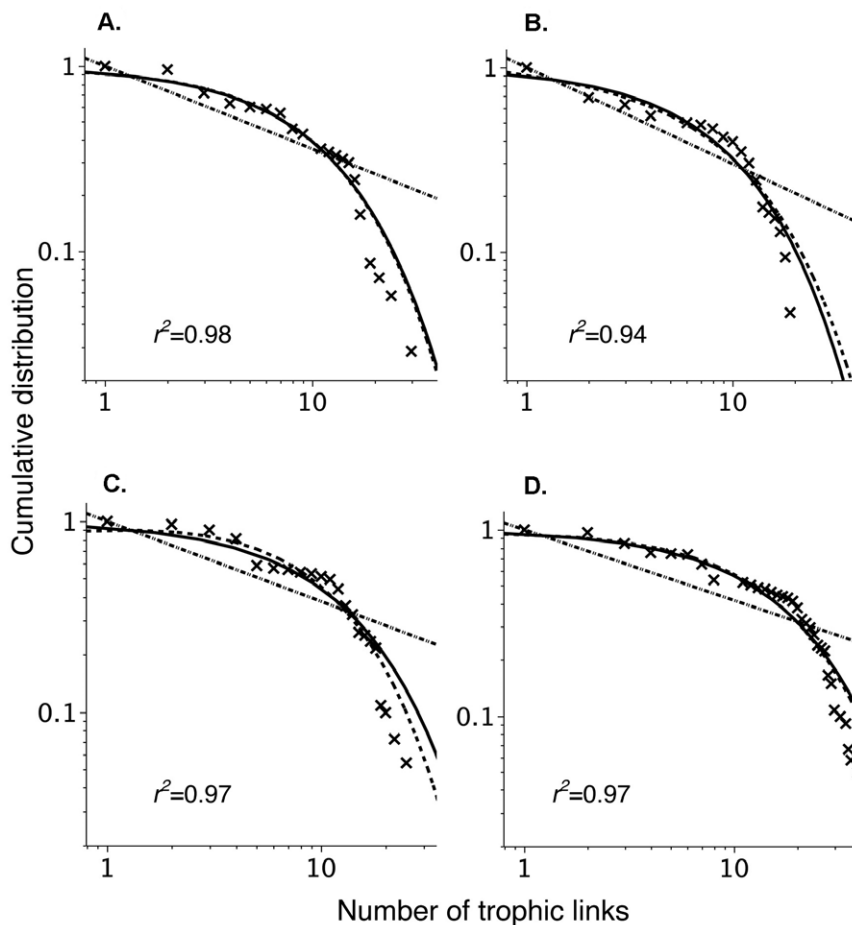 A.
B.
1
0.1
r²=0.98
1
10
1
0.1
r²=0.94
1
10
C.
D.
1
0.1
r²=0.97
1
10
1
0.1
r²=0.97
1
10
Cumulative distribution
Number of trophic links